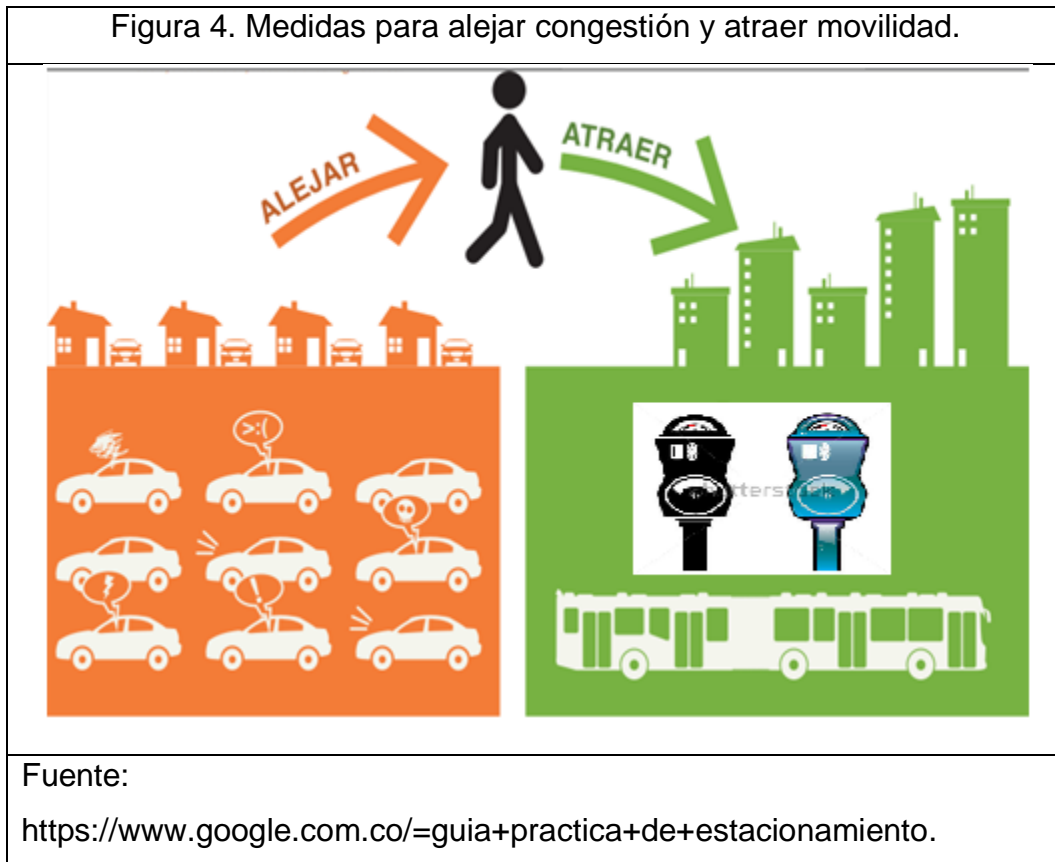 Figura 4. Medidas para alejar congestión y atraer movilidad.
ALEJAR
ATRAER
>:(
!
Fuente:
https://www.google.com.co/=guia+practica+de+estacionamiento.